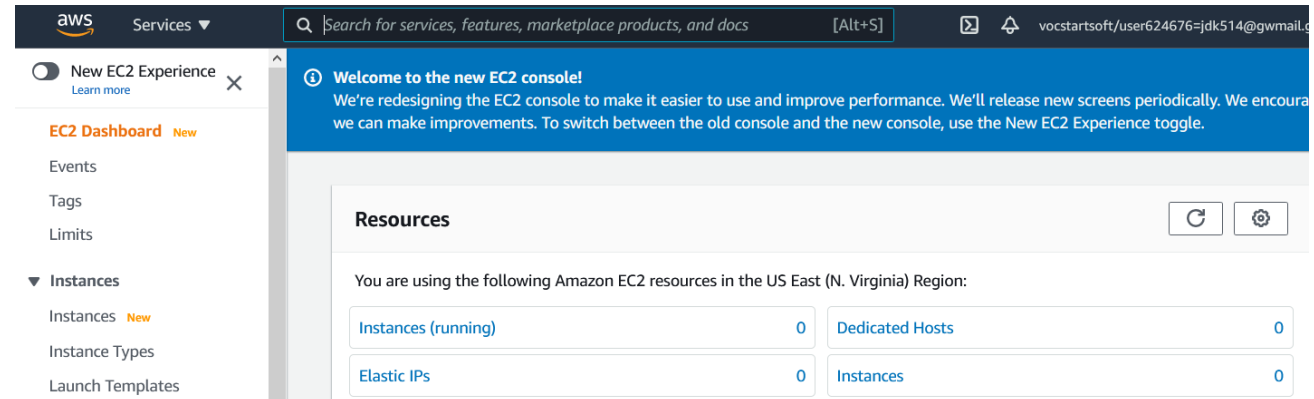 aws Services ▼ Search for services, features, marketplace products, and docs [Alt+S] vocstartsoft/user624676=jdk514@gwmail.g
New EC2 Experience
Learn more
EC2 Dashboard New
Events
Tags
Limits
Instances
Instances New
Instance Types
Launch Templates
Welcome to the new EC2 console!
We're redesigning the EC2 console to make it easier to use and improve performance. We'll release new screens periodically. We encoura
we can make improvements. To switch between the old console and the new console, use the New EC2 Experience toggle.
Resources
You are using the following Amazon EC2 resources in the US East (N. Virginia) Region:
Instances (running) 0 Dedicated Hosts 0
Elastic IPs 0 Instances 0